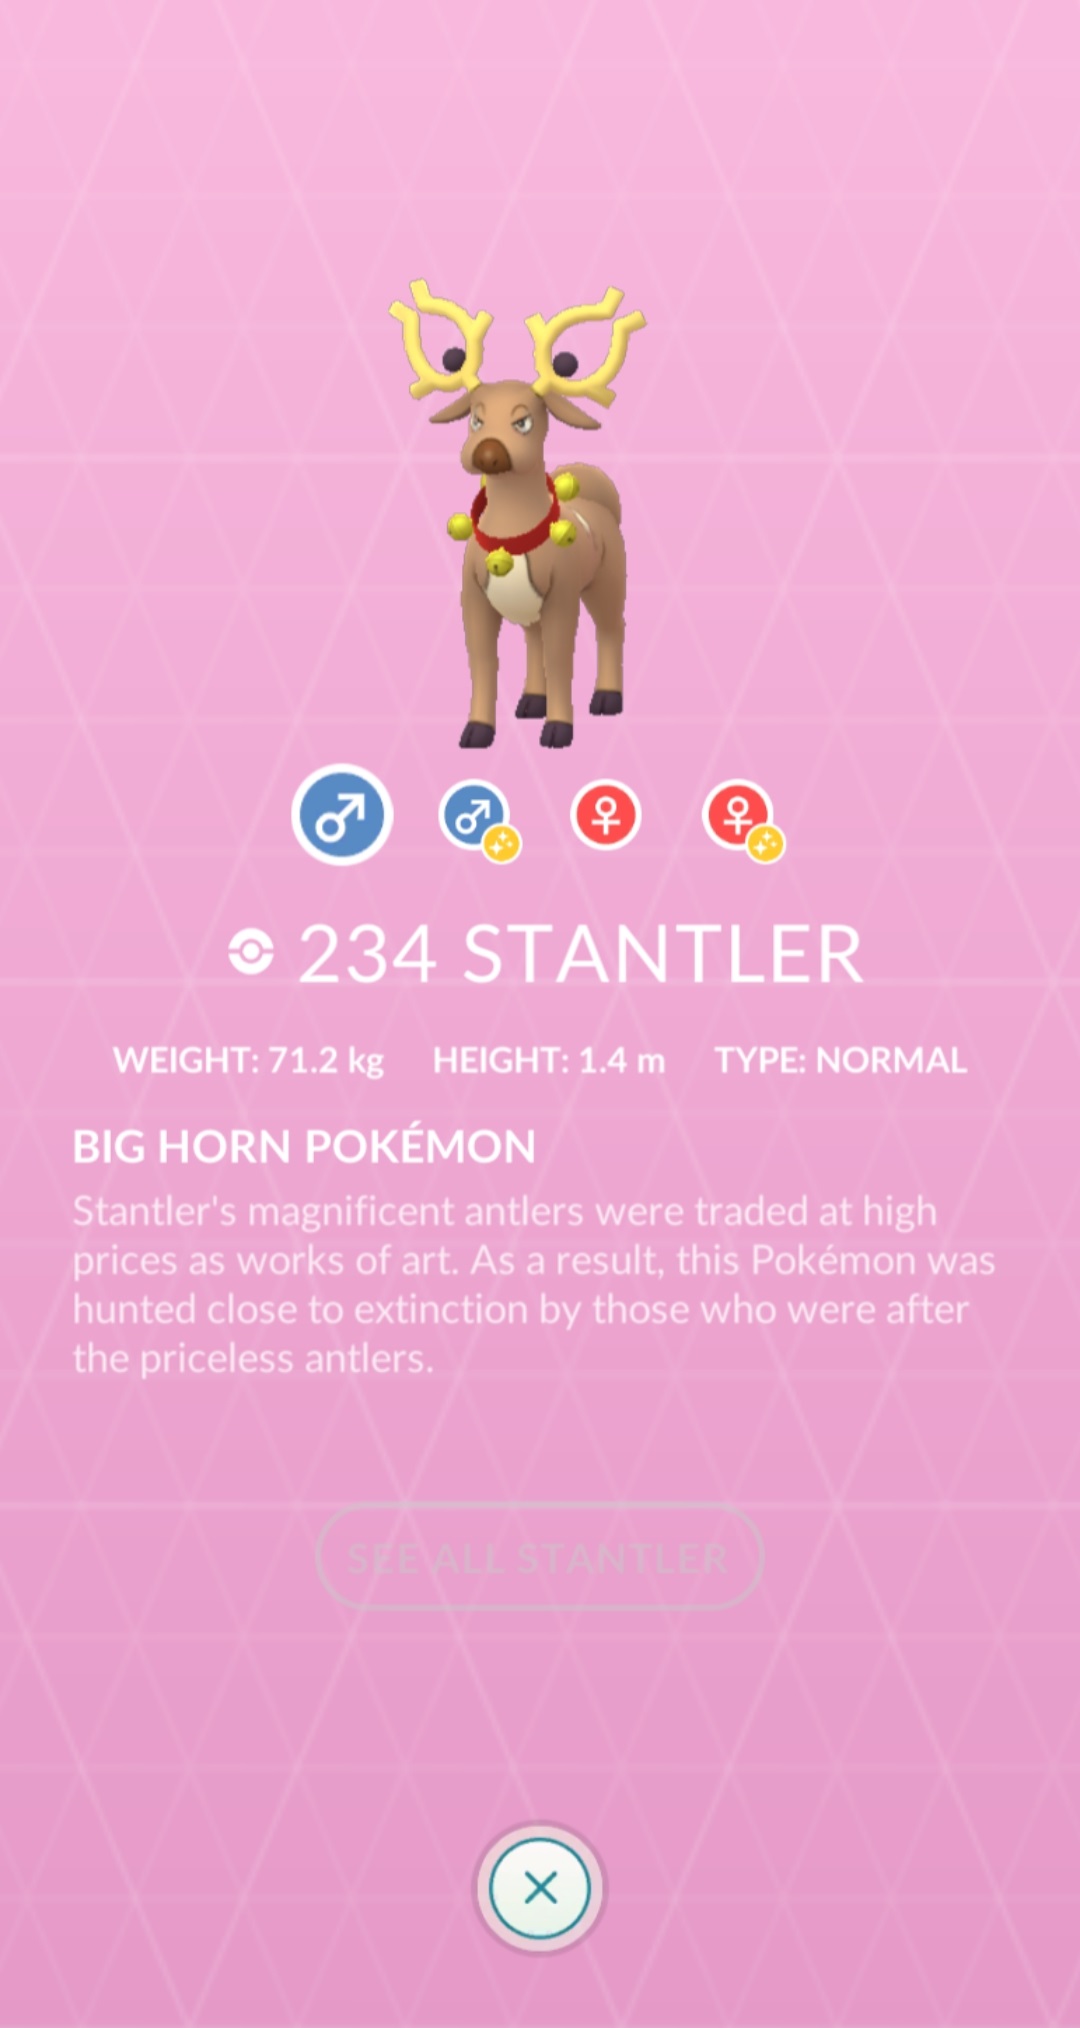 234 STANTLER
WEIGHT: 71.2 kg HEIGHT: 1.4 m TYPE: NORMAL
BIG HORN POKÉMON
Stantler's magnificent antlers were traded at high
prices as works of art. As a result, this Pokémon was
hunted close to extinction by those who were after
the priceless antlers.
SEE ALL STANTLER